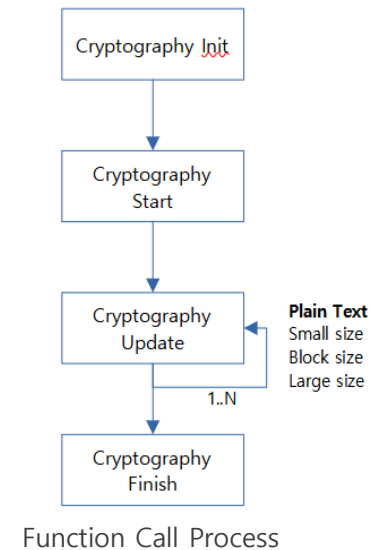 Cryptography Init
Cryptography
Start
Cryptography
Update
Plain Text
Small size
Block size
Large size
1..N
Cryptography
Finish
Function Call Process